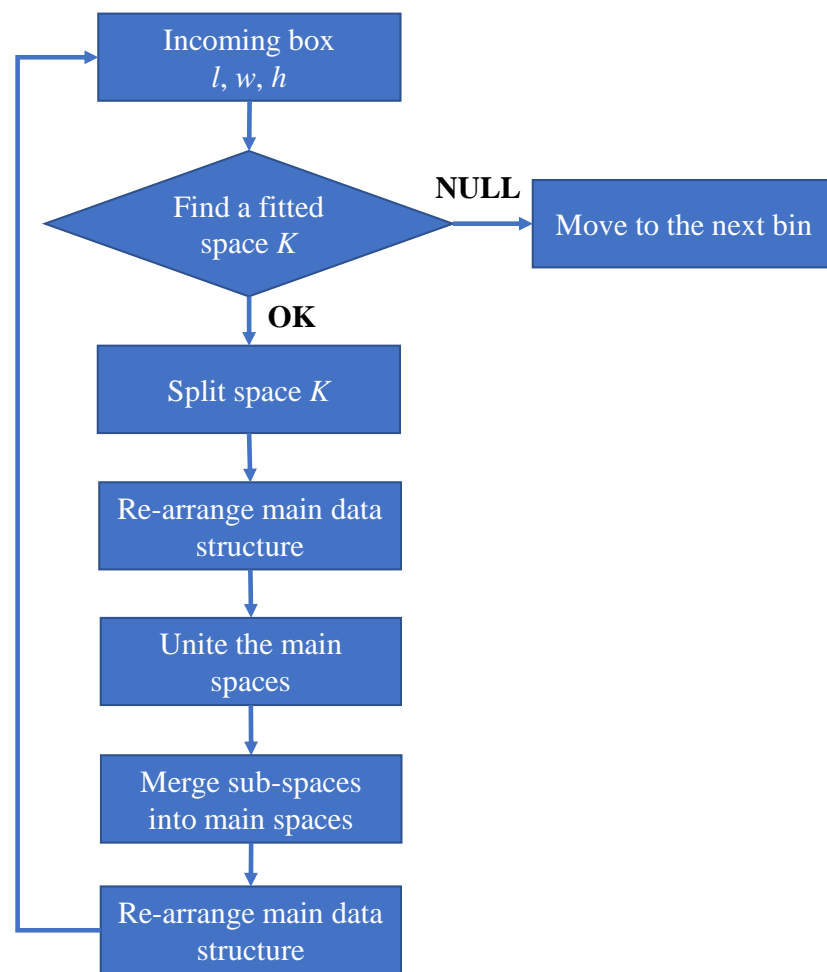 Incoming box
l, w, h
Find a fitted
space K
NULL
Move to the next bin
OK
Split space K
Re-arrange main data
structure
Unite the main
spaces
Merge sub-spaces
into main spaces
Re-arrange main data
structure